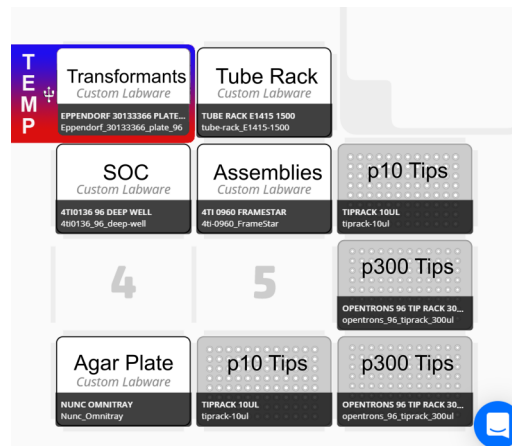 TEMP
Transformants
Custom Labware
EPPENDORF 30133366 PLATE...
Eppendorf_30133366_plate_96
Tube Rack
Custom Labware
TUBE RACK E1415 1500
tube-rack_E1415-1500
SOC
Custom Labware
4TI0136 96 DEEP WELL
4ti0136_96_deep-well
Assemblies
Custom Labware
4TI 0960 FRAMESTAR
4ti-0960_FrameStar
p10 Tips
TIPRACK 10UL
tiprack-10ul
4
5
p300 Tips
OPENTRONS 96 TIP RACK 30...
opentrons_96_tiprack_300ul
Agar Plate
Custom Labware
NUNC OMNITRAY
Nunc_Omnitray
p10 Tips
TIPRACK 10UL
tiprack-10ul
p300 Tips
OPENTRONS 96 TIP RACK 30...
opentrons_96_tiprack_300ul